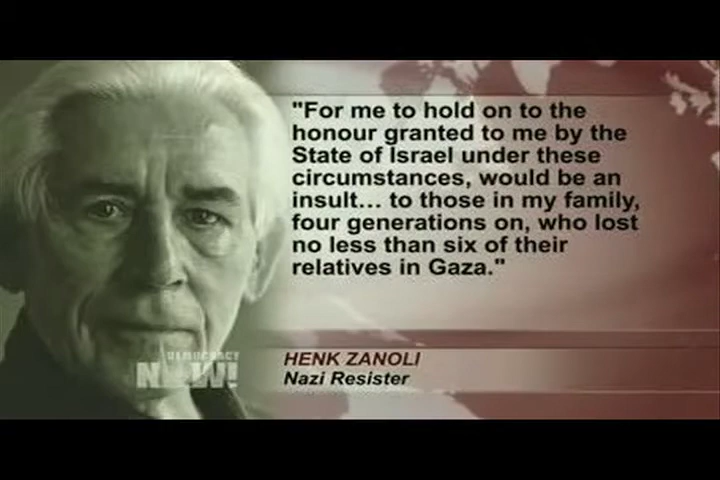 "For me to hold on to the
honour granted to me by the
State of Israel under these
circumstances, would be an
insult... to those in my family,
four generations on, who lost
no less than six of their
relatives in Gaza."
HENK ZANOLI
Nazi Resister
DEMOCRACY
NOW!